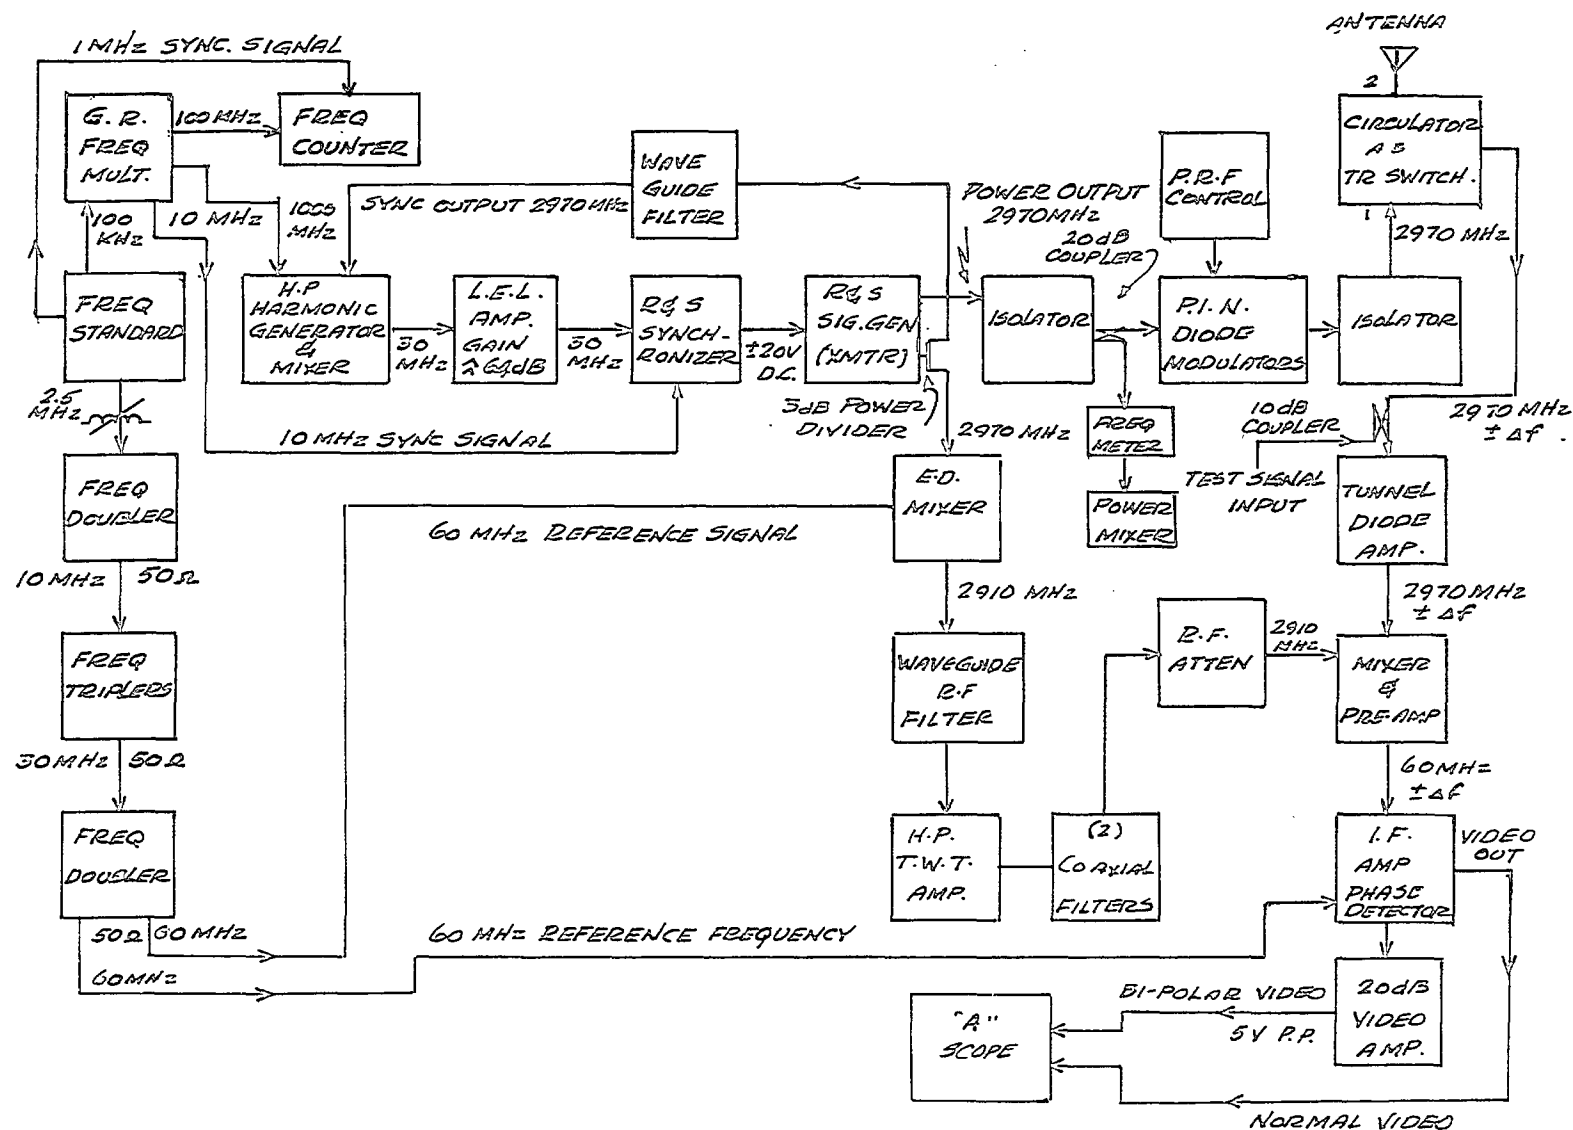 ANTENNA
1 MHz SYNC. SIGNAL
2
G. R.
FREQ
MULT.
100 KHz
FREQ
COUNTER
CIRCULATOR
AS
TR SWITCH.
1
WAVE
GUIDE
FILTER
P.R.F
CONTROL
POWER OUTPUT
2970 MHz
SYNC OUTPUT 2970 MHz
100
KHz
10 MHz
MHz
2970 MHz
20dB
COUPLER
FREQ
STANDARD
H.P
HARMONIC
GENERATOR
&
MIXER
30
MHz
L.E.L.
AMP.
GAIN
≈ 64dB
30
MHz
R&S
SYNCH-
RONIZER
±20V
D.C.
R&S
SIG.GEN
(XMTR)
ISOLATOR
P.I.N.
DIODE
MODULATORS
ISOLATOR
2.5
MHz
10 MHz SYNC SIGNAL
3dB POWER
DIVIDER
2970 MHz
FREQ
METER
10dB
COUPLER
2970 MHz
± Δf
TEST SIGNAL
INPUT
POWER
MIXER
FREQ
DOUBLER
E.D.
MIXER
TUNNEL
DIODE
AMP.
60 MHz REFERENCE SIGNAL
10 MHz
50Ω
2910 MHz
2970 MHz
± Δf
FREQ
TRIPLERS
WAVEGUIDE
R.F
FILTER
R.F.
ATTEN
2910
MHz
MIXER
&
PRE-AMP
30 MHz
50Ω
60MHz
± Δf
FREQ
DOUBLER
H.P.
T.W.T.
AMP.
(2)
COAXIAL
FILTERS
I.F.
AMP
PHASE
DETECTOR
VIDEO
OUT
50Ω
60 MHz
60 MHz REFERENCE FREQUENCY
60MHz
"A"
SCOPE
BI-POLAR VIDEO
5V P.P.
20dB
VIDEO
AMP.
NORMAL VIDEO